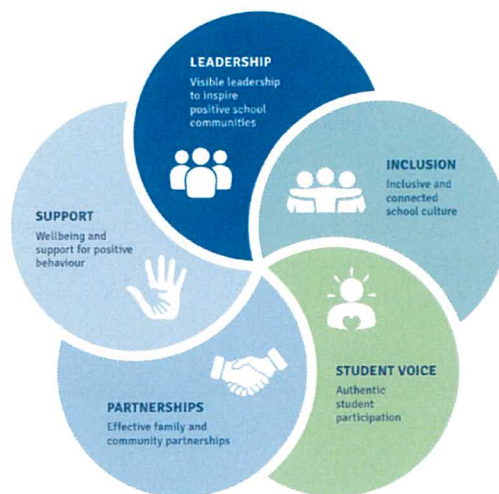 LEADERSHIP
Visible leadership
to inspire
positive school
communities
INCLUSION
Inclusive and
connected
school culture
STUDENT VOICE
Authentic
student
participation
PARTNERSHIPS
Effective family and
community partnerships
SUPPORT
Wellbeing and
support for positive
behaviour